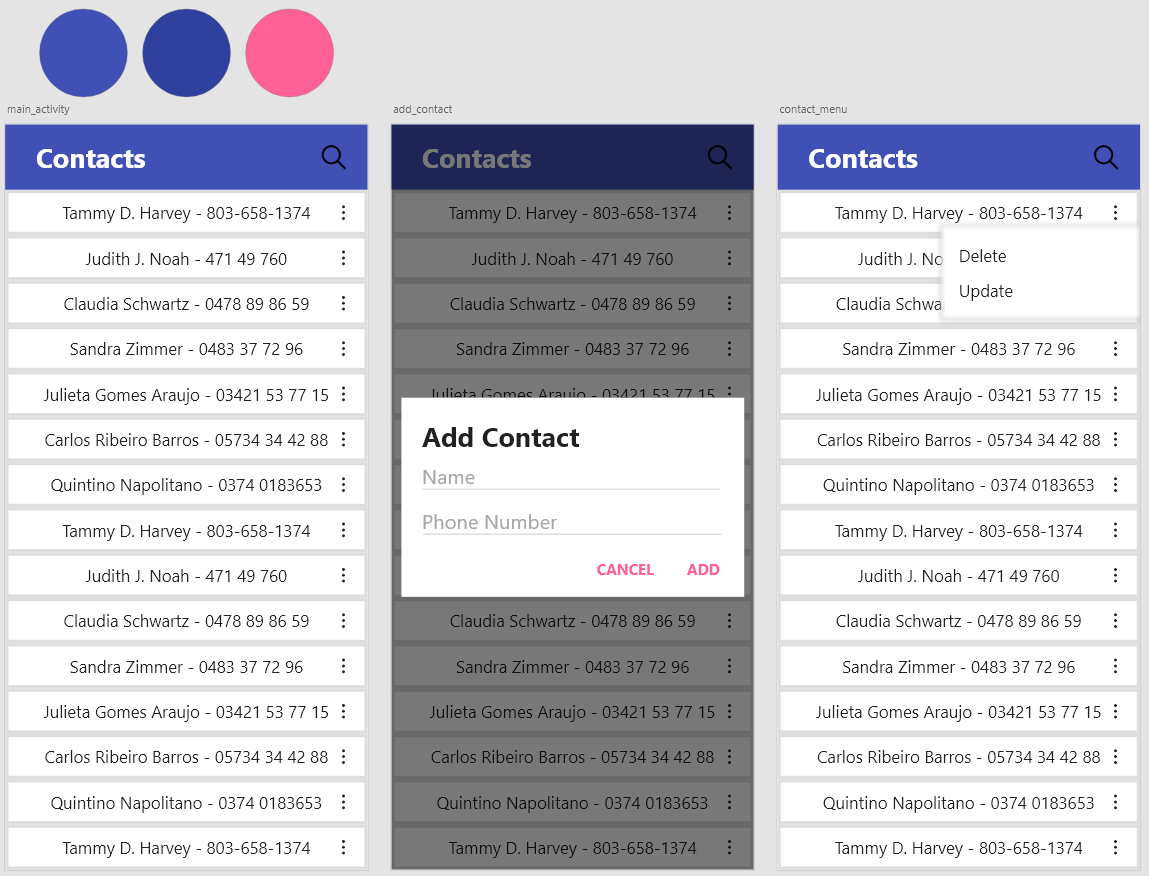 main_activity
Contacts
Tammy D. Harvey - 803-658-1374
Judith J. Noah - 471 49 760
Claudia Schwartz - 0478 89 86 59
Sandra Zimmer - 0483 37 72 96
Julieta Gomes Araujo - 03421 53 77 15
Carlos Ribeiro Barros - 05734 34 42 88
Quintino Napolitano - 0374 0183653
Tammy D. Harvey - 803-658-1374
Judith J. Noah - 471 49 760
Claudia Schwartz - 0478 89 86 59
Sandra Zimmer - 0483 37 72 96
Julieta Gomes Araujo - 03421 53 77 15
Carlos Ribeiro Barros - 05734 34 42 88
Quintino Napolitano - 0374 0183653
Tammy D. Harvey - 803-658-1374
add_contact
Contacts
Tammy D. Harvey - 803-658-1374
Judith J. Noah - 471 49 760
Claudia Schwartz - 0478 89 86 59
Sandra Zimmer - 0483 37 72 96
Julieta Gomes Araujo - 03421 53 77 15
Add Contact
Name
Phone Number
CANCEL ADD
Claudia Schwartz - 0478 89 86 59
Sandra Zimmer - 0483 37 72 96
Julieta Gomes Araujo - 03421 53 77 15
Carlos Ribeiro Barros - 05734 34 42 88
Quintino Napolitano - 0374 0183653
Tammy D. Harvey - 803-658-1374
contact_menu
Contacts
Tammy D. Harvey - 803-658-1374
Judith J. No
Delete
Update
Claudia Schwa
Sandra Zimmer - 0483 37 72 96
Julieta Gomes Araujo - 03421 53 77 15
Carlos Ribeiro Barros - 05734 34 42 88
Quintino Napolitano - 0374 0183653
Tammy D. Harvey - 803-658-1374
Judith J. Noah - 471 49 760
Claudia Schwartz - 0478 89 86 59
Sandra Zimmer - 0483 37 72 96
Julieta Gomes Araujo - 03421 53 77 15
Carlos Ribeiro Barros - 05734 34 42 88
Quintino Napolitano - 0374 0183653
Tammy D. Harvey - 803-658-1374